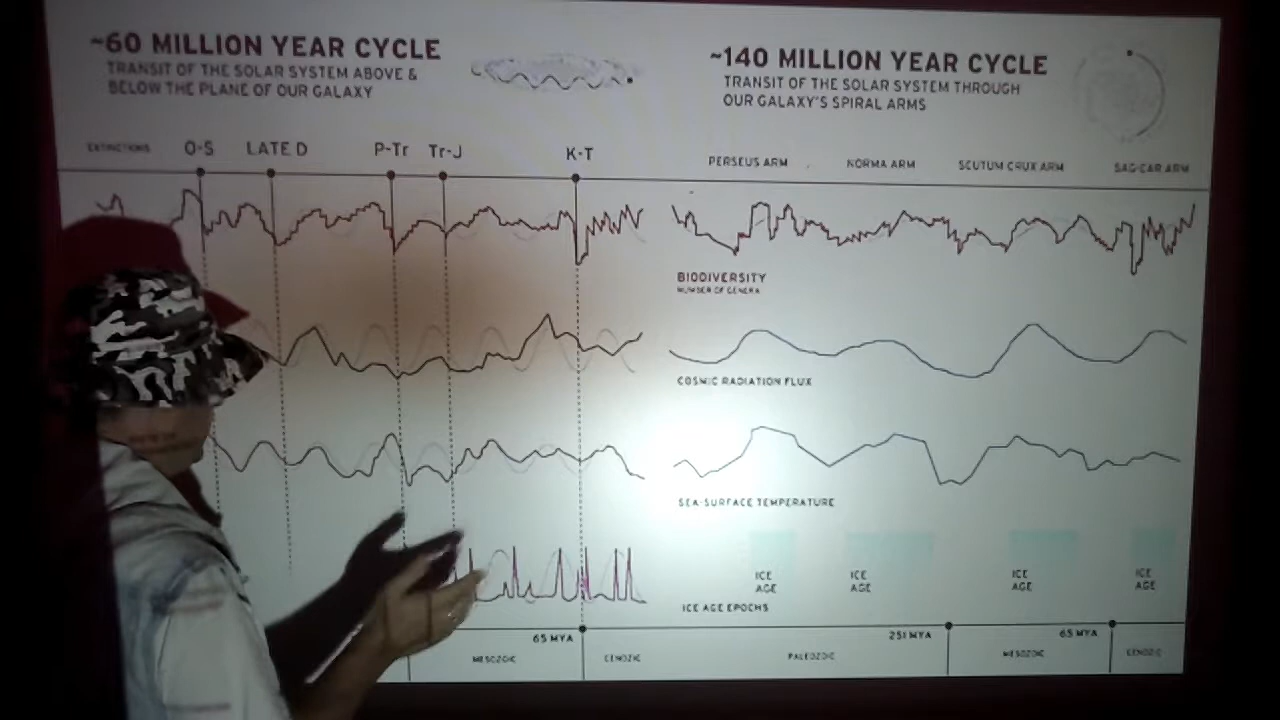 ~60 MILLION YEAR CYCLE
TRANSIT OF THE SOLAR SYSTEM ABOVE &
BELOW THE PLANE OF OUR GALAXY
~140 MILLION YEAR CYCLE
TRANSIT OF THE SOLAR SYSTEM THROUGH
OUR GALAXY'S SPIRAL ARMS
EXTINCTIONS O-S LATE D P-Tr Tr-J K-T
PERSEUS ARM NORMA ARM SCUTUM CRUX ARM SAG-CAR ARM
BIODIVERSITY
NUMBER OF GENERA
COSMIC RADIATION FLUX
SEA-SURFACE TEMPERATURE
ICE AGE
ICE AGE
ICE AGE
ICE AGE
ICE AGE EPOCHS
65 MYA 251 MYA 65 MYA
MESOZOIC CENOZIC PALEOZOIC MESOZOIC CENOZIC